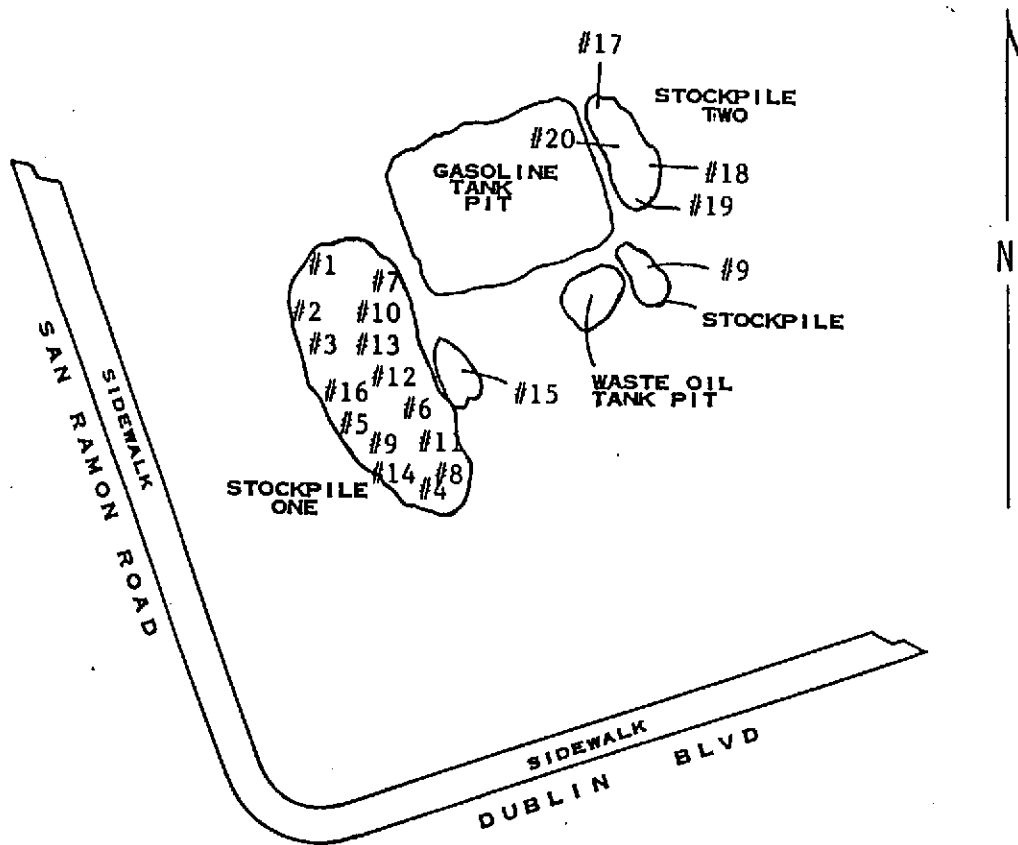 #17
STOCKPILE
TWO
#20
GASOLINE
TANK
PIT
#18
#19
N
#1
#7
#9
#2
#10
STOCKPILE
#3
#13
#12
#16
#15
WASTE OIL
TANK PIT
#6
#5
#9
#11
#14
#8
#4
STOCKPILE
ONE
SIDEWALK
SAN RAMON ROAD
SIDEWALK
DUBLIN BLVD